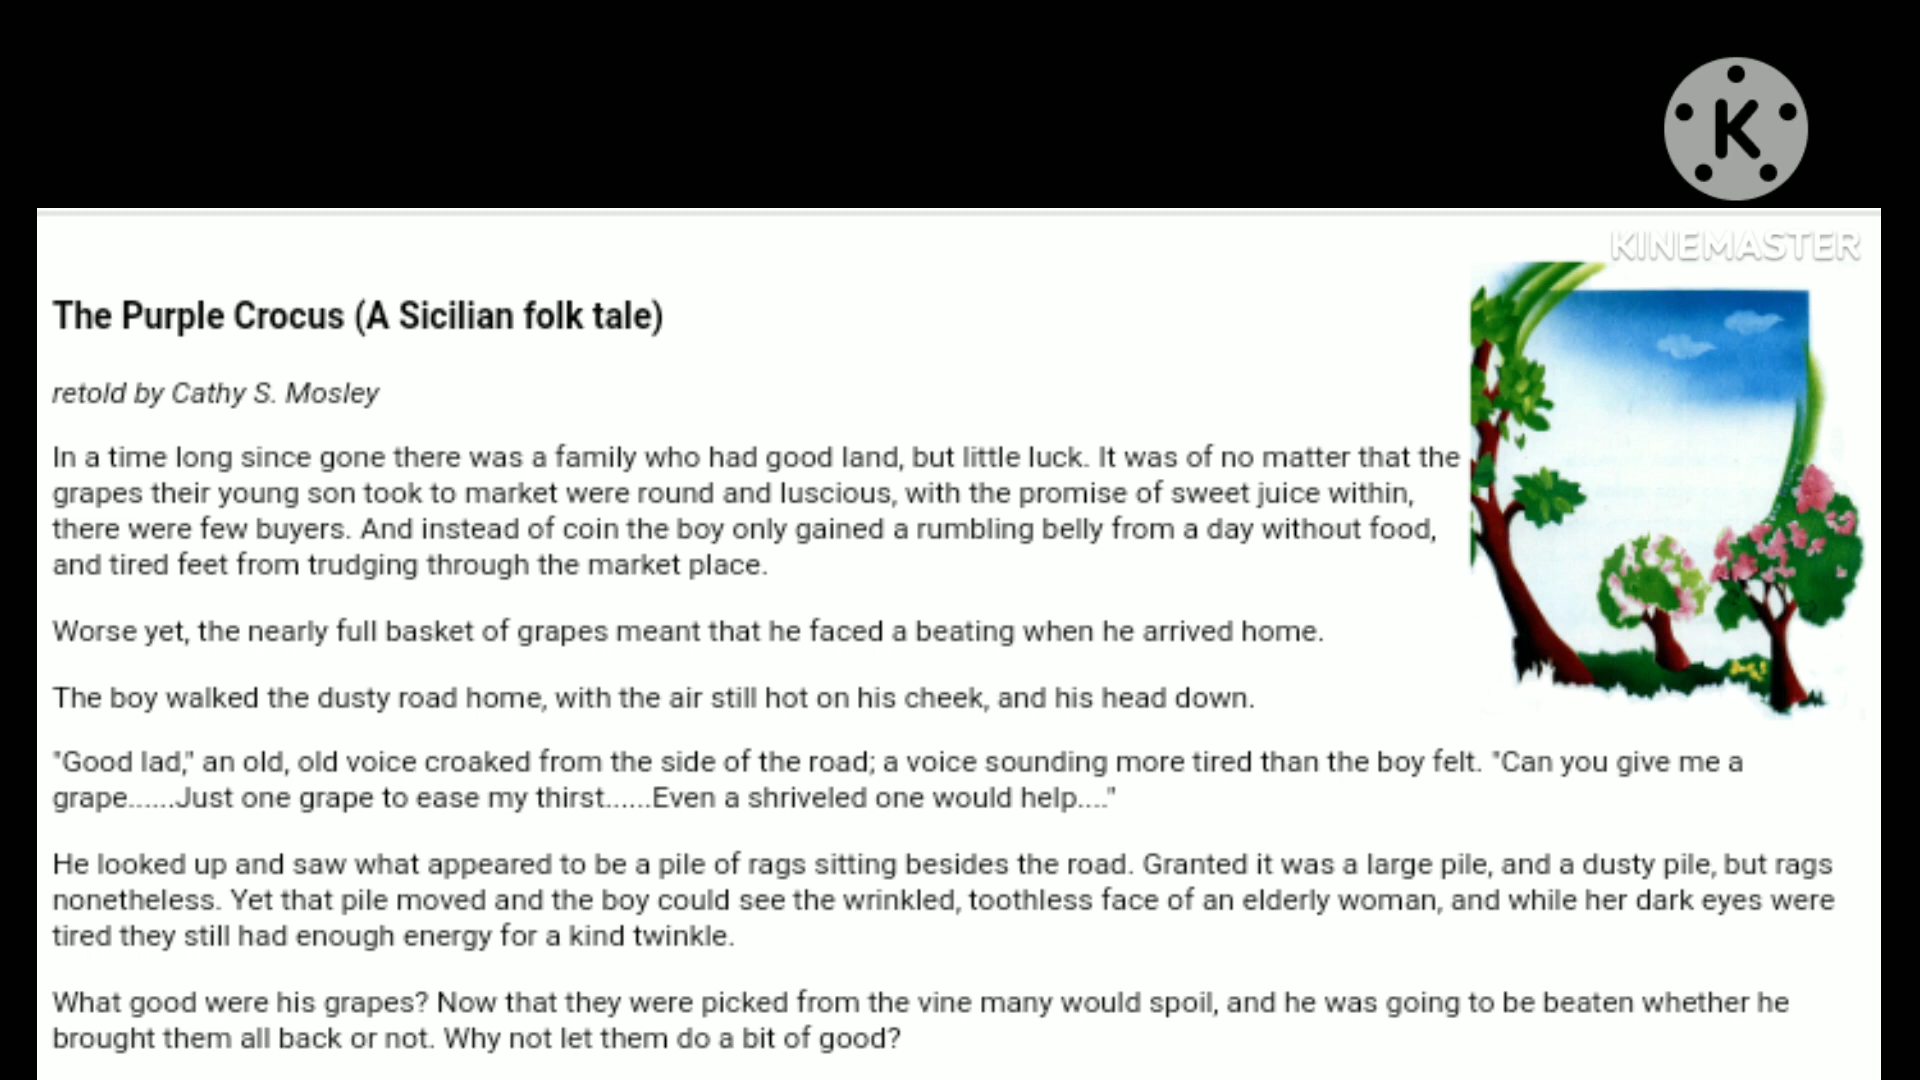 K
KINEMASTER
The Purple Crocus (A Sicilian folk tale)
retold by Cathy S. Mosley
In a time long since gone there was a family who had good land, but little luck. It was of no matter that the
grapes their young son took to market were round and luscious, with the promise of sweet juice within,
there were few buyers. And instead of coin the boy only gained a rumbling belly from a day without food,
and tired feet from trudging through the market place.
Worse yet, the nearly full basket of grapes meant that he faced a beating when he arrived home.
The boy walked the dusty road home, with the air still hot on his cheek, and his head down.
"Good lad," an old, old voice croaked from the side of the road; a voice sounding more tired than the boy felt. "Can you give me a
grape......Just one grape to ease my thirst......Even a shriveled one would help...."
He looked up and saw what appeared to be a pile of rags sitting besides the road. Granted it was a large pile, and a dusty pile, but rags
nonetheless. Yet that pile moved and the boy could see the wrinkled, toothless face of an elderly woman, and while her dark eyes were
tired they still had enough energy for a kind twinkle.
What good were his grapes? Now that they were picked from the vine many would spoil, and he was going to be beaten whether he
brought them all back or not. Why not let them do a bit of good?